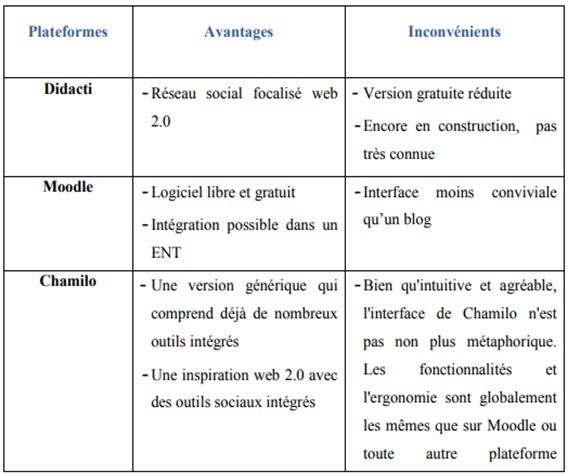 Plateformes Avantages Inconvénients
Didacti
- Réseau social focalisé web
2.0
- Version gratuite réduite
- Encore en construction, pas
très connue
Moodle
- Logiciel libre et gratuit
- Intégration possible dans un
ENT
- Interface moins conviviale
qu’un blog
Chamilo
- Une version générique qui
comprend déjà de nombreux
outils intégrés
- Une inspiration web 2.0 avec
des outils sociaux intégrés
- Bien qu'intuitive et agréable,
l'interface de Chamilo n'est
pas non plus métaphorique.
Les fonctionnalités et
l'ergonomie sont globalement
les mêmes que sur Moodle ou
toute autre plateforme